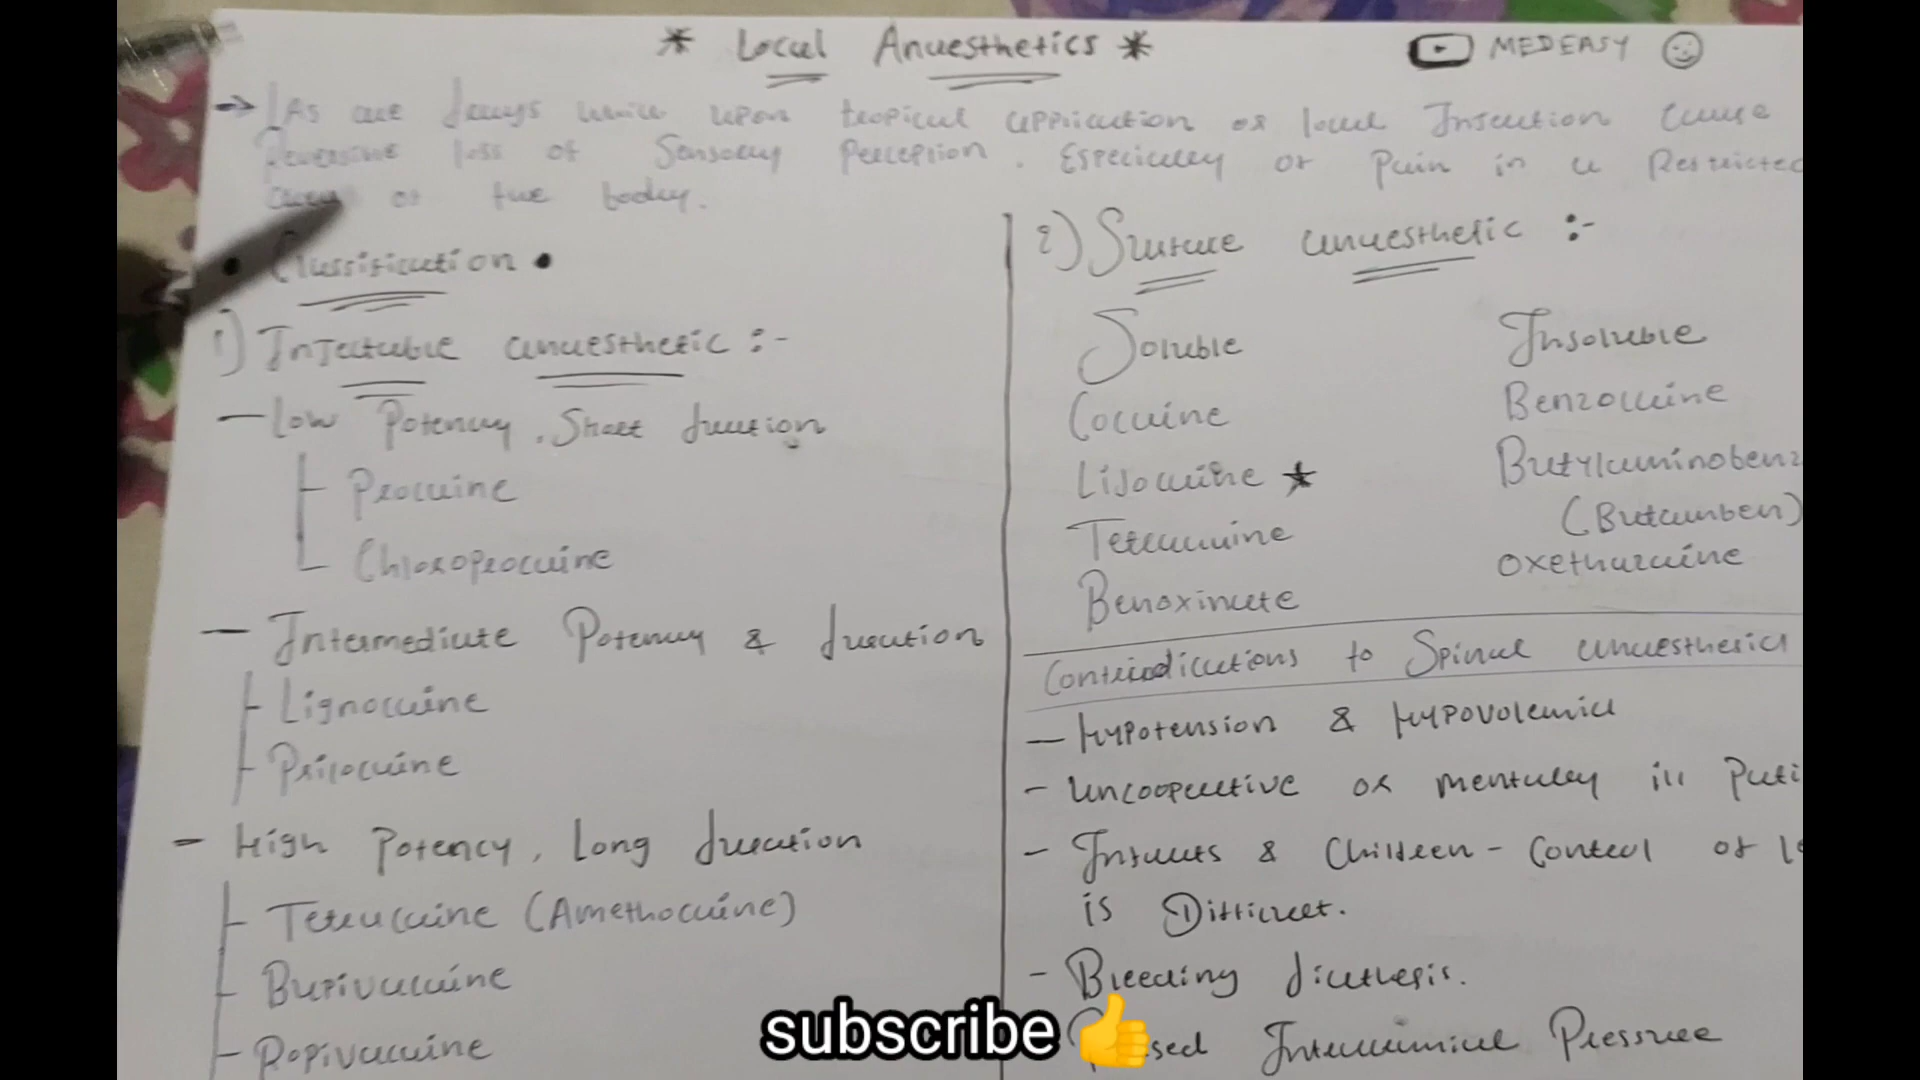 * Local Anaesthetics *
MEDEASY
→ LAs are drugs which upon tropical application or local Injection cause
Reversible loss of Sensory Perception. Especially of Pain in a Restricted
area of the body.
• Classification •
1) Injectable anaesthetic :-
- Low Potency, Short duration
Procaine
Chloroprocaine
- Intermediate Potency & duration
Lignocaine
Prilocaine
- High Potency, Long duration
Tetracaine (Amethocaine)
Bupivacaine
Ropivacaine
2) Surface anaesthetic :-
Soluble
Cocaine
Lidocaine ★
Tetracaine
Benoxinate
Insoluble
Benzocaine
Butylaminobenz
(Butamben)
Oxethazaine
Contraindications to Spinal anaesthesia
- Hypotension & Hypovolemia
- Uncooperative or mentally ill Pati
- Infants & Children - Control of le
is Difficult.
- Bleeding diathesis.
Intracranial Pressure
subscribe 👍